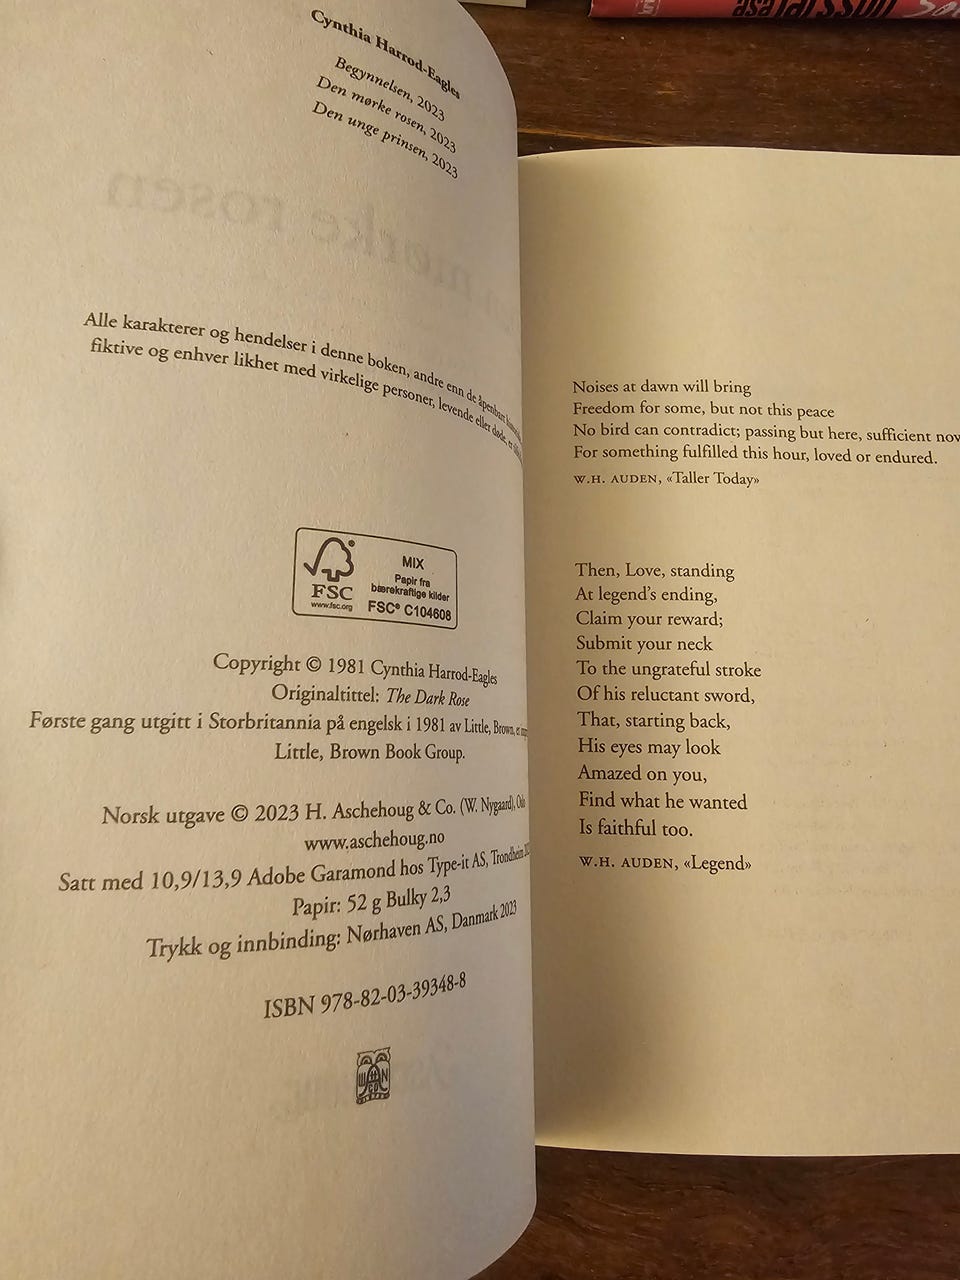 Cynthia Harrod-Eagles
Begynnelsen, 2023
Den mørke rosen, 2023
Den unge prinsen, 2023
Alle karakterer og hendelser i denne boken, andre enn de åpenbart
fiktive og enhver likhet med virkelige personer, levende eller døde, er
MIX
Papir fra
bærekraftige kilder
FSC
www.fsc.org
FSC® C104608
Copyright © 1981 Cynthia Harrod-Eagles
Originaltittel: The Dark Rose
Første gang utgitt i Storbritannia på engelsk i 1981 av Little, Brown, et
Little, Brown Book Group.
Norsk utgave © 2023 H. Aschehoug & Co. (W. Nygaard), Oslo
www.aschehoug.no
Satt med 10,9/13,9 Adobe Garamond hos Type-it AS, Trondheim
Papir: 52 g Bulky 2,3
Trykk og innbinding: Nørhaven AS, Danmark 2023
ISBN 978-82-03-39348-8
Noises at dawn will bring
Freedom for some, but not this peace
No bird can contradict; passing but here, sufficient now
For something fulfilled this hour, loved or endured.
W.H. AUDEN, «Taller Today»
Then, Love, standing
At legend's ending,
Claim your reward;
Submit your neck
To the ungrateful stroke
Of his reluctant sword,
That, starting back,
His eyes may look
Amazed on you,
Find what he wanted
Is faithful too.
W.H. AUDEN, «Legend»